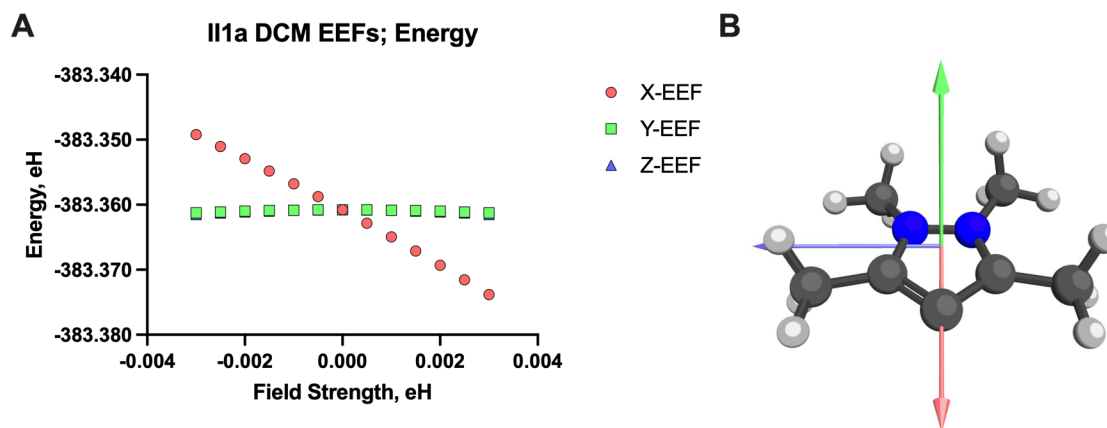 A
Il1a DCM EEFs; Energy
-383.340
-383.350
-383.360
-383.370
-383.380
Energy, eH
-0.004
-0.002
0.000
0.002
0.004
Field Strength, eH
X-EEF
Y-EEF
Z-EEF
B